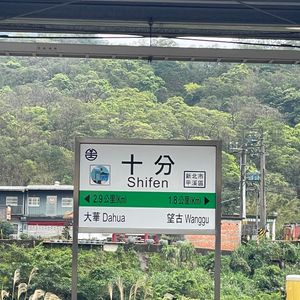 十分
Shifen
新北市
平溪區
2.9公里(Km)
1.8公里(Km)
大華 Dahua
望古 Wanggu